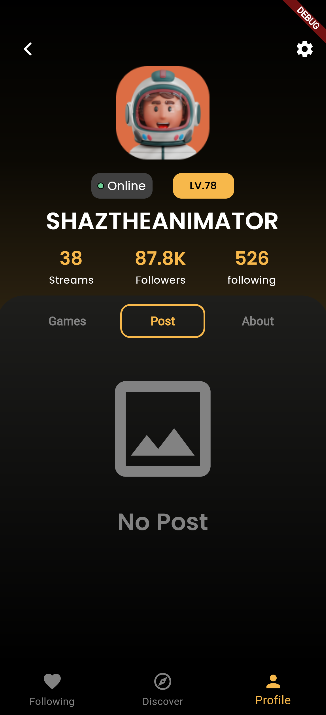 DEBUG
Online
LV.78
SHAZTHEANIMATOR
38 87.8K 526
Streams Followers following
Games Post About
No Post
Following Discover Profile